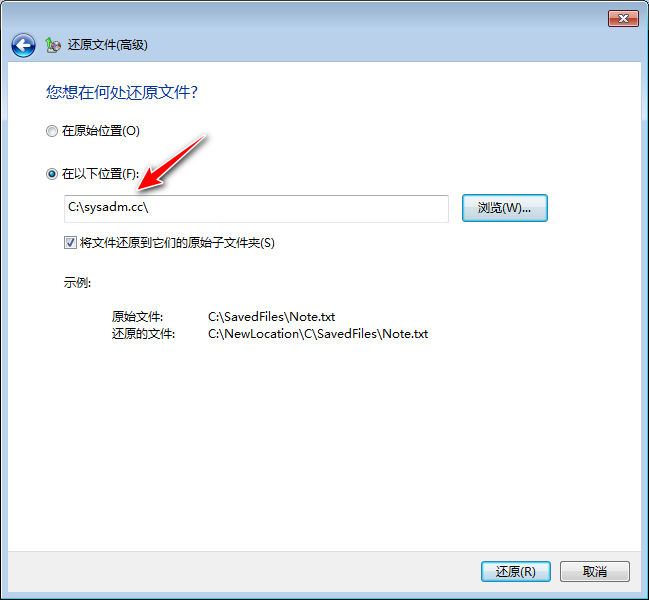 还原文件(高级)
您想在何处还原文件?
在原始位置(O)
在以下位置(F):
C:\sysadm.cc\
浏览(W)...
将文件还原到它们的原始子文件夹(S)
示例:
原始文件: C:\SavedFiles\Note.txt
还原的文件: C:\NewLocation\C\SavedFiles\Note.txt
还原(R) 取消